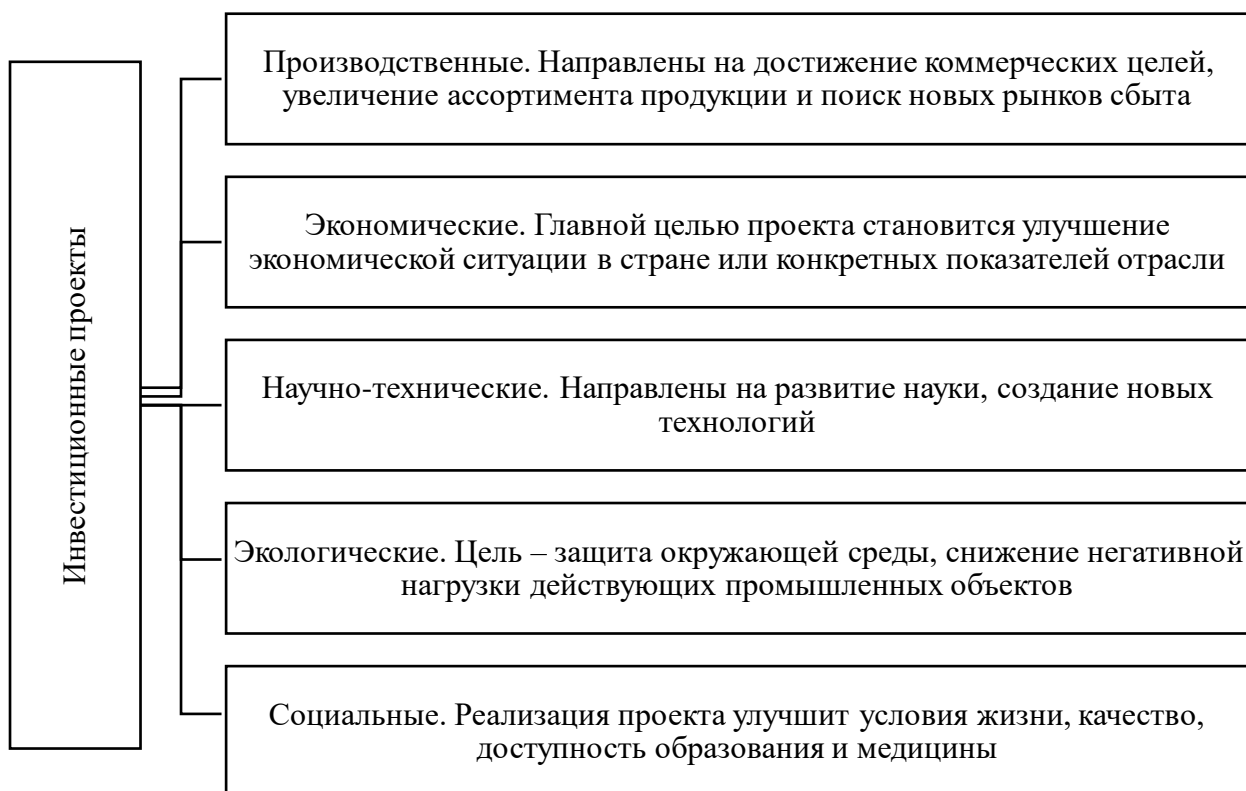 Инвестиционные проекты
Производственные. Направлены на достижение коммерческих целей,
увеличение ассортимента продукции и поиск новых рынков сбыта
Экономические. Главной целью проекта становится улучшение
экономической ситуации в стране или конкретных показателей отрасли
Научно-технические. Направлены на развитие науки, создание новых
технологий
Экологические. Цель – защита окружающей среды, снижение негативной
нагрузки действующих промышленных объектов
Социальные. Реализация проекта улучшит условия жизни, качество,
доступность образования и медицины